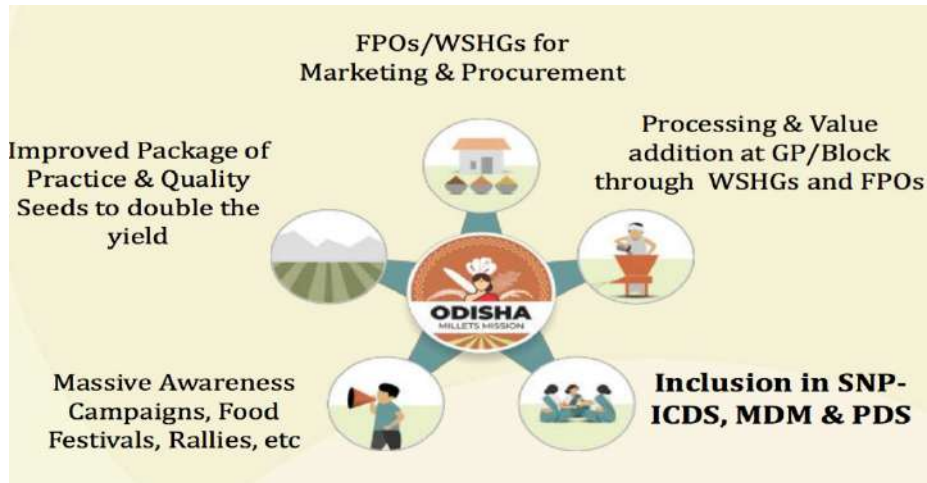 FPOs/WSHGs for
Marketing & Procurement
Improved Package of
Practice & Quality
Seeds to double the
yield
Processing & Value
addition at GP/Block
through WSHGs and FPOs
ODISHA
MILLETS MISSION
Massive Awareness
Campaigns, Food
Festivals, Rallies, etc
Inclusion in SNP-
ICDS, MDM & PDS